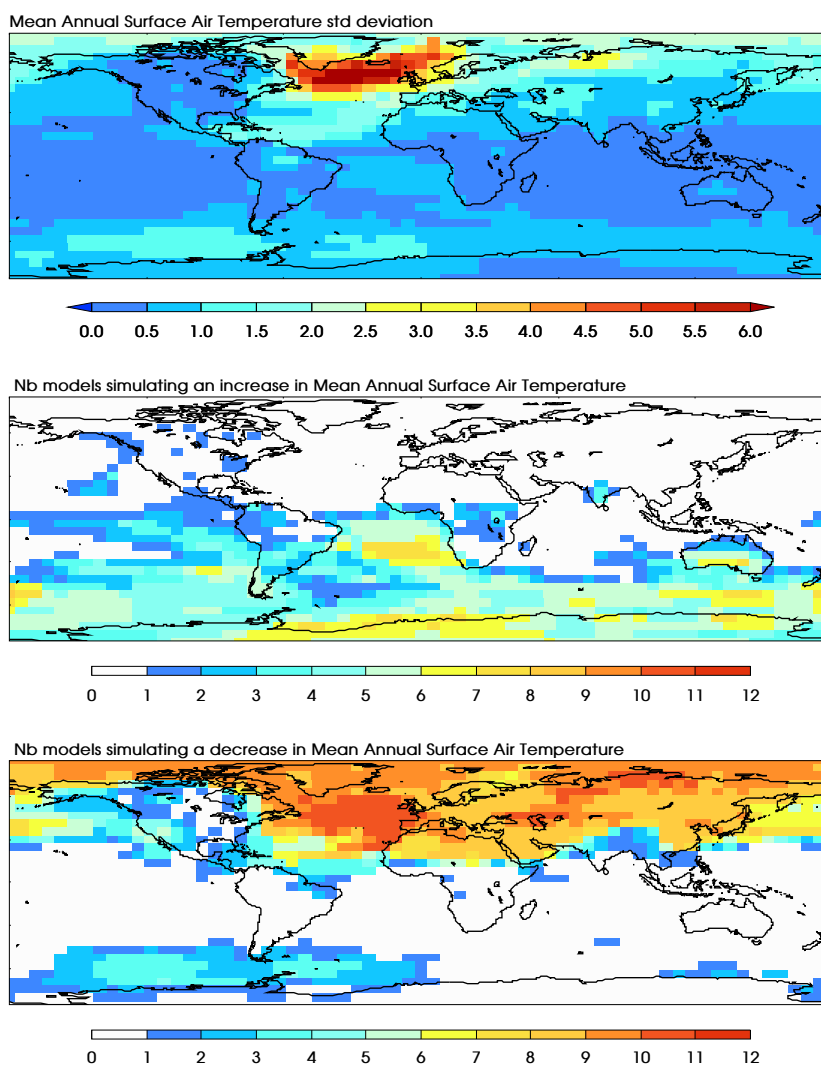 Mean Annual Surface Air Temperature std deviation
0.0 0.5 1.0 1.5 2.0 2.5 3.0 3.5 4.0 4.5 5.0 5.5 6.0
Nb models simulating an increase in Mean Annual Surface Air Temperature
0 1 2 3 4 5 6 7 8 9 10 11 12
Nb models simulating a decrease in Mean Annual Surface Air Temperature
0 1 2 3 4 5 6 7 8 9 10 11 12